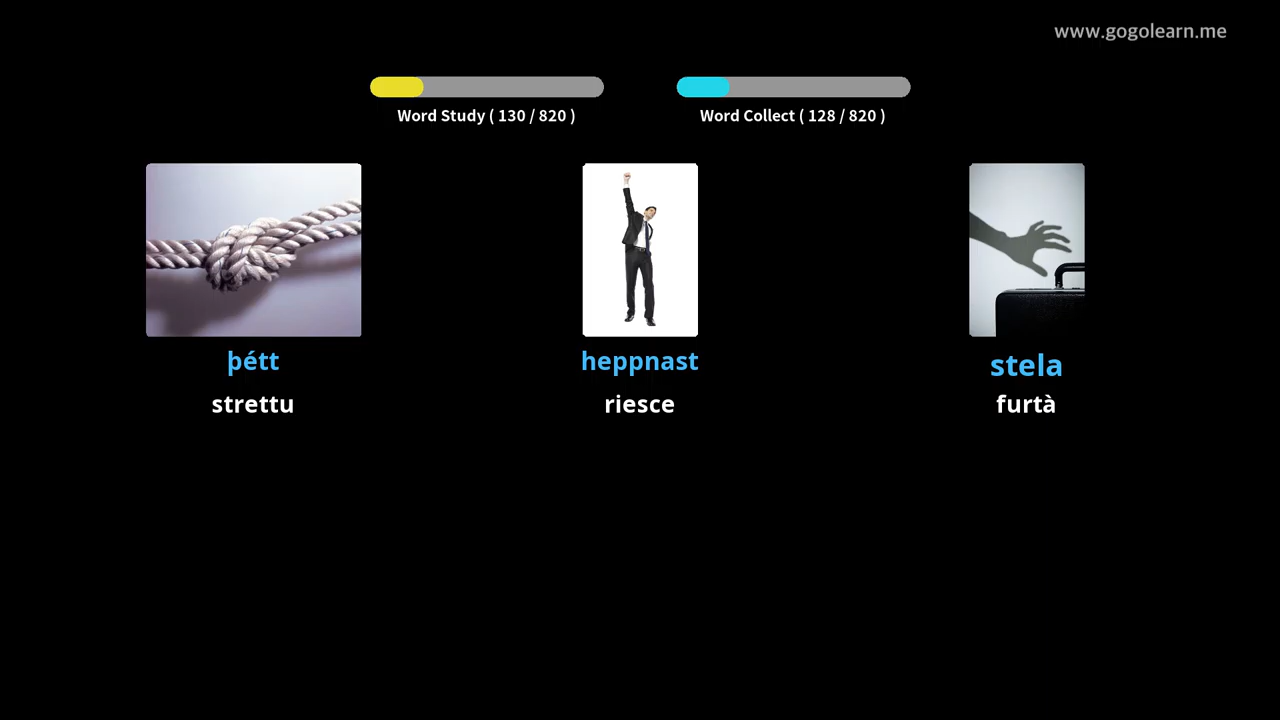 www.gogolearn.me
Word Study ( 130 / 820 )
Word Collect ( 128 / 820 )
þétt
heppnast
stela
strettu
riesce
furtà